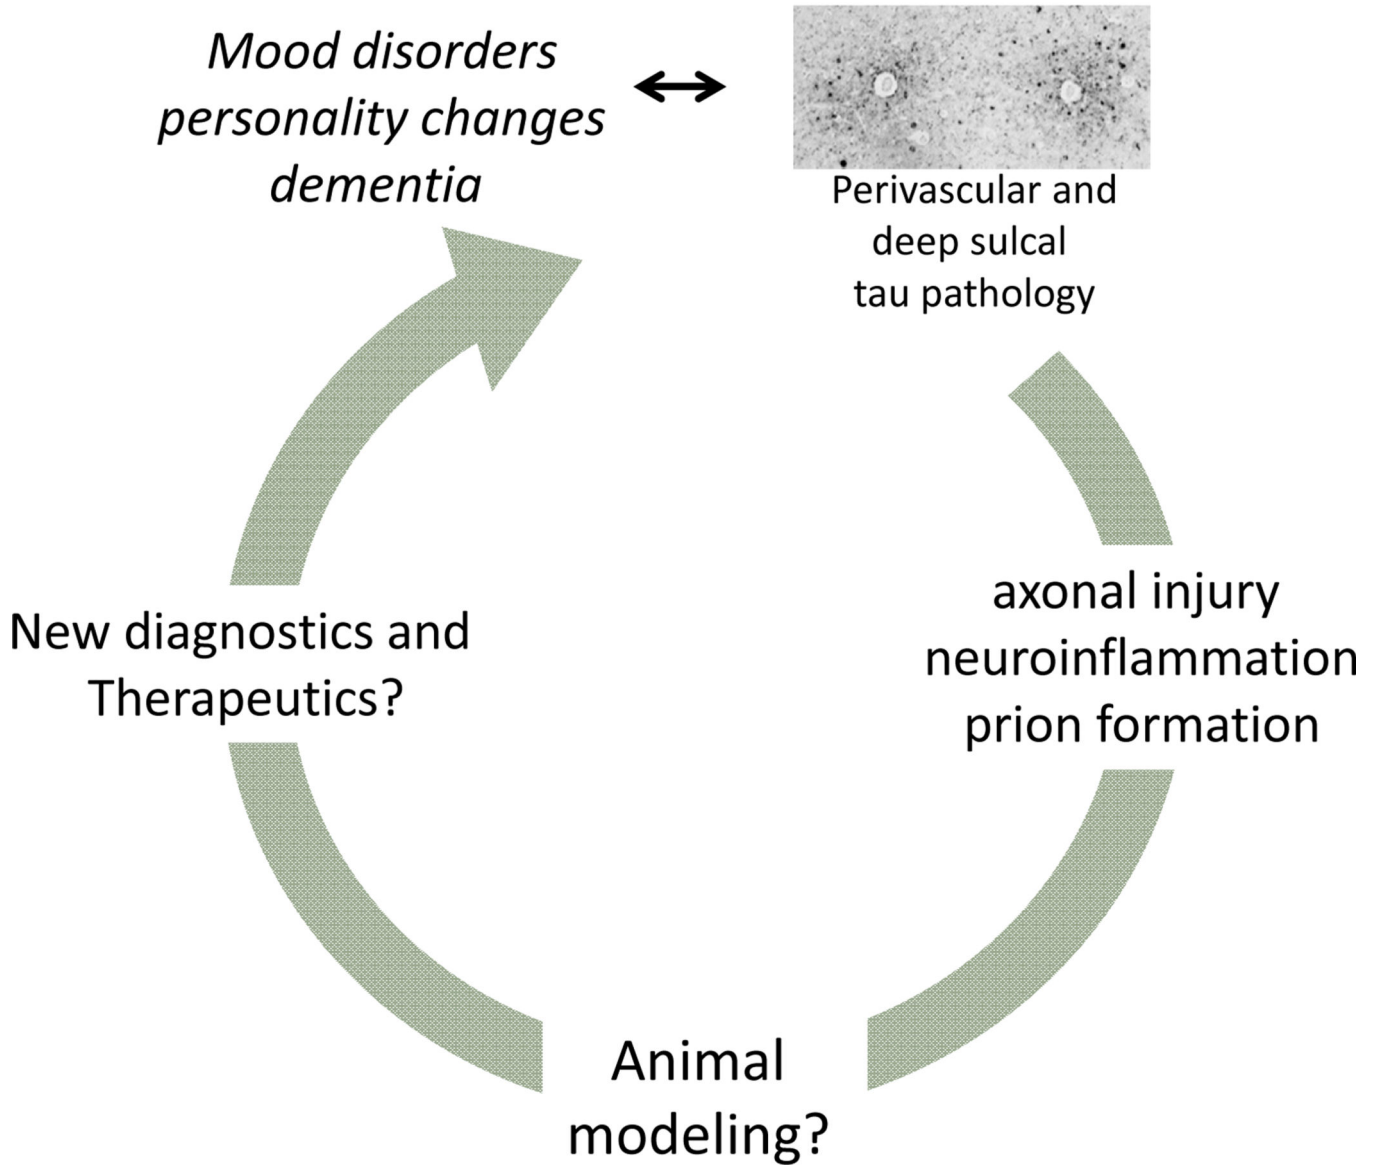 Mood disorders
personality changes
dementia
Perivascular and
deep sulcal
tau pathology
axonal injury
neuroinflammation
prion formation
Animal
modeling?
New diagnostics and
Therapeutics?